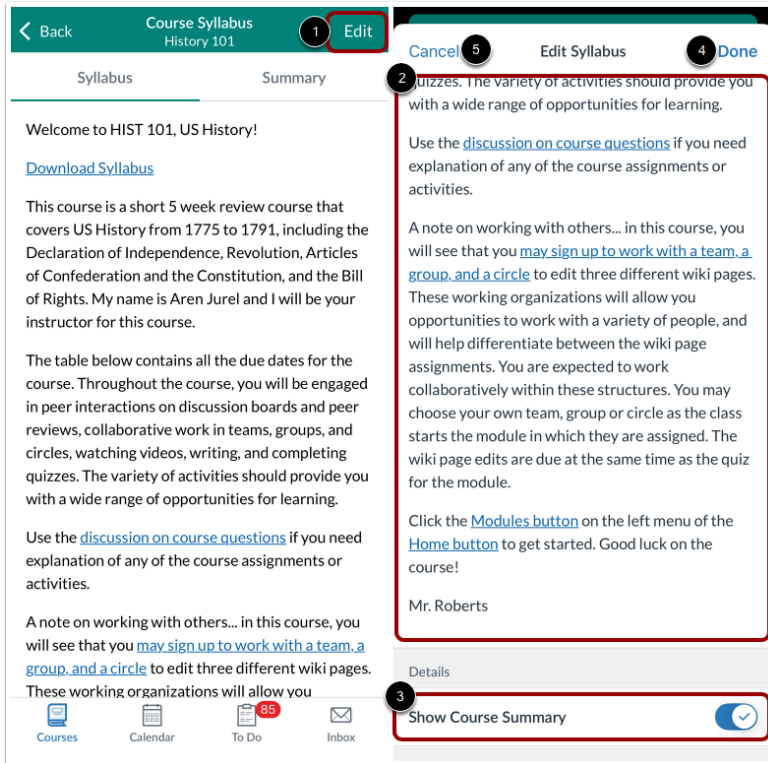 Back
Course Syllabus
History 101
1
Edit
Syllabus
Summary
Welcome to HIST 101, US History!
Download Syllabus
This course is a short 5 week review course that
covers US History from 1775 to 1791, including the
Declaration of Independence, Revolution, Articles
of Confederation and the Constitution, and the Bill
of Rights. My name is Aren Jurel and I will be your
instructor for this course.
The table below contains all the due dates for the
course. Throughout the course, you will be engaged
in peer interactions on discussion boards and peer
reviews, collaborative work in teams, groups, and
circles, watching videos, writing, and completing
quizzes. The variety of activities should provide you
with a wide range of opportunities for learning.
Use the discussion on course questions if you need
explanation of any of the course assignments or
activities.
A note on working with others... in this course, you
will see that you may sign up to work with a team, a
group, and a circle to edit three different wiki pages.
These working organizations will allow you
Courses
Calendar
85
To Do
Inbox
Cancel
5
Edit Syllabus
4
Done
2
quizzes. The variety of activities should provide you
with a wide range of opportunities for learning.
Use the discussion on course questions if you need
explanation of any of the course assignments or
activities.
A note on working with others... in this course, you
will see that you may sign up to work with a team, a
group, and a circle to edit three different wiki pages.
These working organizations will allow you
opportunities to work with a variety of people, and
will help differentiate between the wiki page
assignments. You are expected to work
collaboratively within these structures. You may
choose your own team, group or circle as the class
starts the module in which they are assigned. The
wiki page edits are due at the same time as the quiz
for the module.
Click the Modules button on the left menu of the
Home button to get started. Good luck on the
course!
Mr. Roberts
Details
3
Show Course Summary